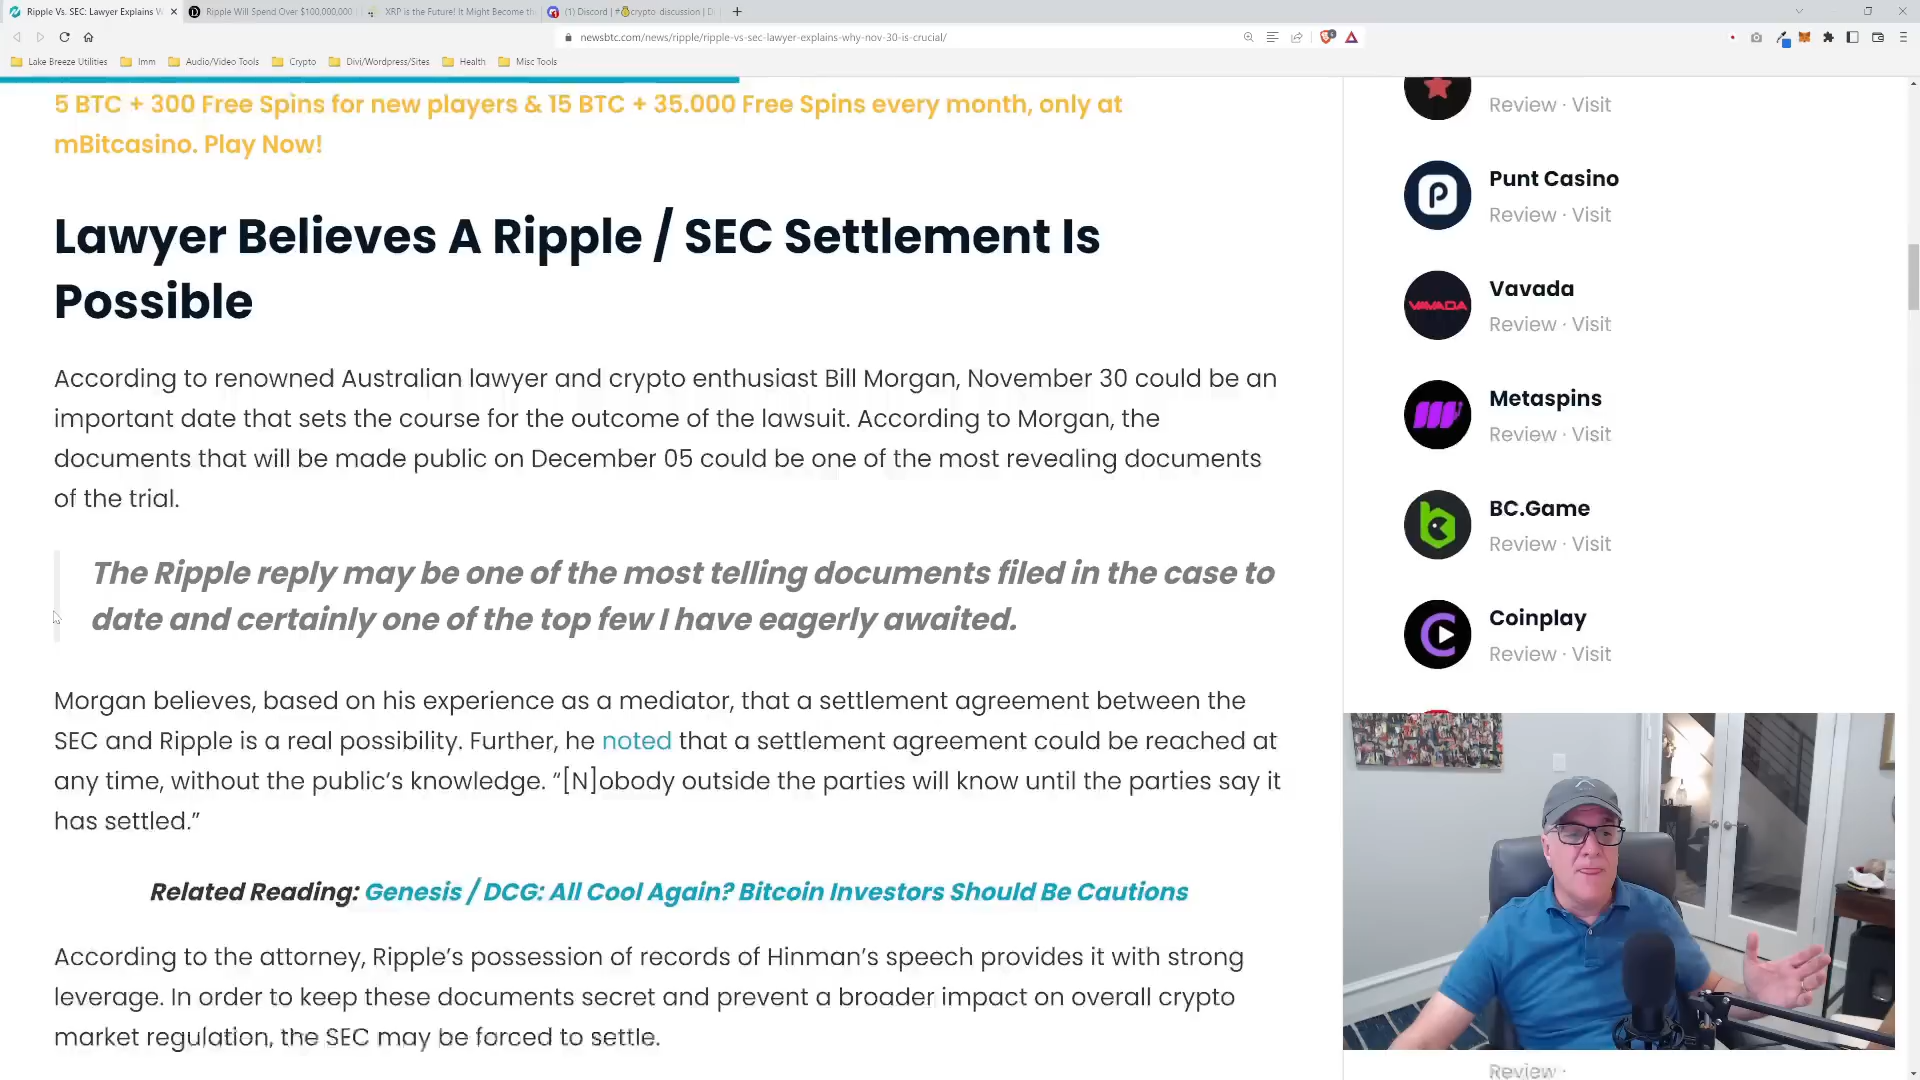 Ripple Vs. SEC: Lawyer Explains W
Ripple Will Spend Over $100,000,000
XRP is the Future! It Might Become th
(1) Discord | #💰crypto discussion | D
newsbtc.com/news/ripple/ripple-vs-sec-lawyer-explains-why-nov-30-is-crucial/
Lake Breeze Utilities
Imm
Audio/Video Tools
Crypto
Divi/Wordpress/Sites
Health
Misc Tools
5 BTC + 300 Free Spins for new players & 15 BTC + 35.000 Free Spins every month, only at
mBitcasino. Play Now!
Lawyer Believes A Ripple / SEC Settlement Is
Possible
According to renowned Australian lawyer and crypto enthusiast Bill Morgan, November 30 could be an
important date that sets the course for the outcome of the lawsuit. According to Morgan, the
documents that will be made public on December 05 could be one of the most revealing documents
of the trial.
The Ripple reply may be one of the most telling documents filed in the case to
date and certainly one of the top few I have eagerly awaited.
Morgan believes, based on his experience as a mediator, that a settlement agreement between the
SEC and Ripple is a real possibility. Further, he noted that a settlement agreement could be reached at
any time, without the public’s knowledge. “[N]obody outside the parties will know until the parties say it
has settled.”
Related Reading: Genesis / DCG: All Cool Again? Bitcoin Investors Should Be Cautions
According to the attorney, Ripple’s possession of records of Hinman’s speech provides it with strong
leverage. In order to keep these documents secret and prevent a broader impact on overall crypto
market regulation, the SEC may be forced to settle.
Review · Visit
Punt Casino
Review · Visit
Vavada
Review · Visit
VAVADA
Metaspins
Review · Visit
BC.Game
Review · Visit
Coinplay
Review · Visit
Review ·